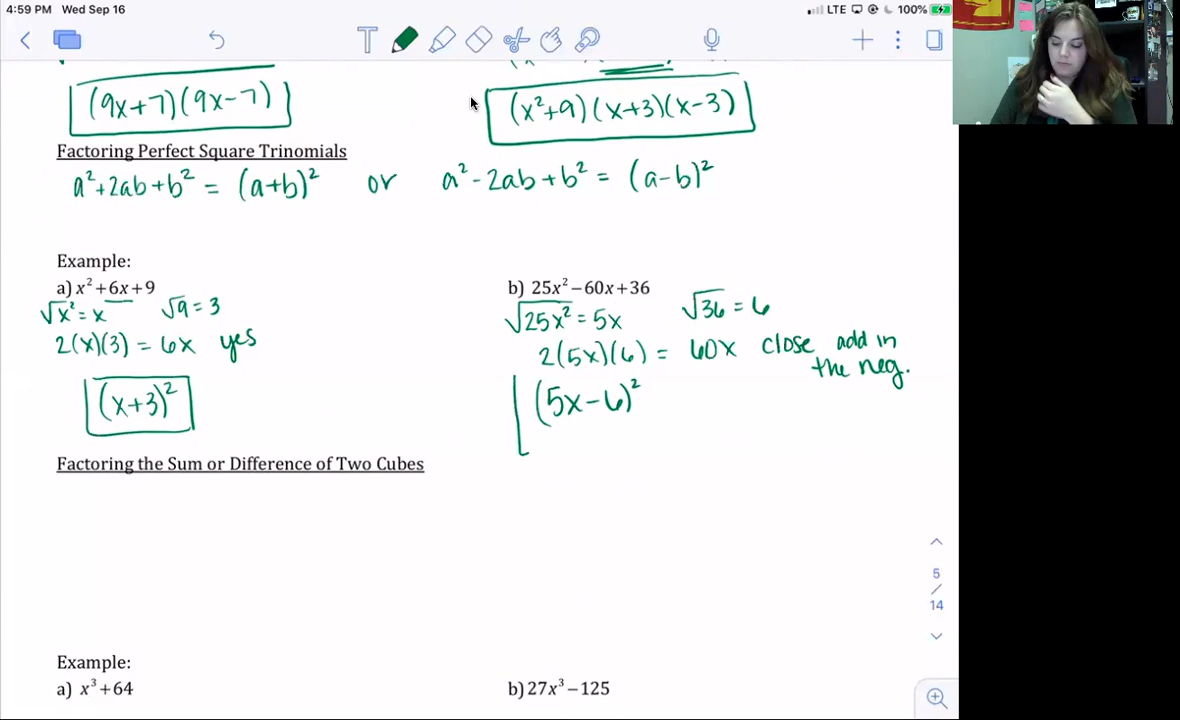 4:59 PM Wed Sep 16
LTE 100%
T
(9x+7)(9x-7)
(x²+9)(x+3)(x-3)
Factoring Perfect Square Trinomials
a²+2ab+b² = (a+b)² or a²-2ab+b² = (a-b)²
Example:
a) x²+6x+9
√x² = x √9 = 3
2(x)(3) = 6x yes
(x+3)²
b) 25x²-60x+36
√25x² = 5x √36 = 6
2(5x)(6) = 60x close add in
the neg.
(5x-6)²
Factoring the Sum or Difference of Two Cubes
5
/
14
Example:
a) x³+64
b) 27x³-125